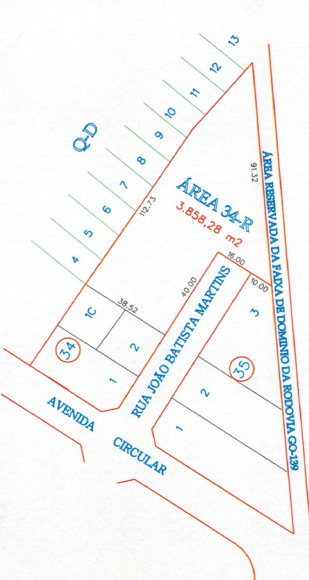 13
12
11
10
9
8
7
6
5
4
Q-D
ÁREA 34-R
3.858,28 m2
112.73
91.32
ÁREA RESERVADA DA FAIXA DE DOMINIO DA RODOVIA GO-139
16.00
10.00
40.00
38.52
RUA JOÃO BATISTA MARTINS
1C
2
1
34
3
35
2
1
AVENIDA
CIRCULAR